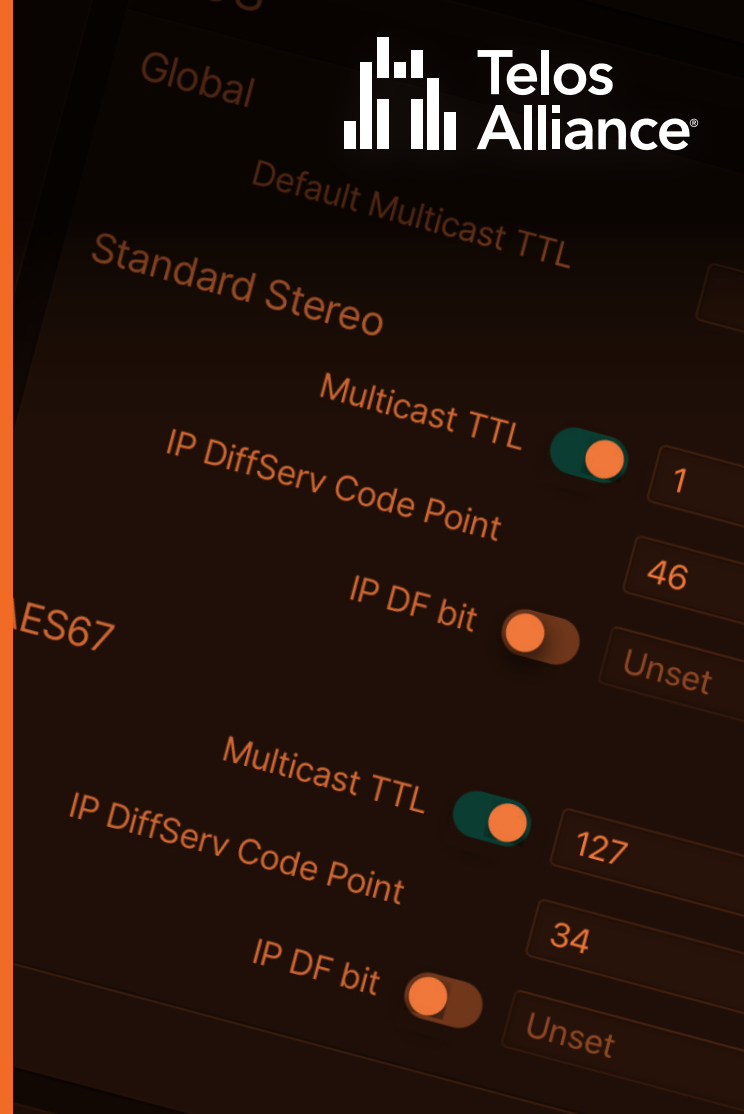 Telos
Alliance®
Global
Default Multicast TTL
Standard Stereo
Multicast TTL
1
IP DiffServ Code Point
46
IP DF bit
Unset
AES67
Multicast TTL
127
IP DiffServ Code Point
34
IP DF bit
Unset